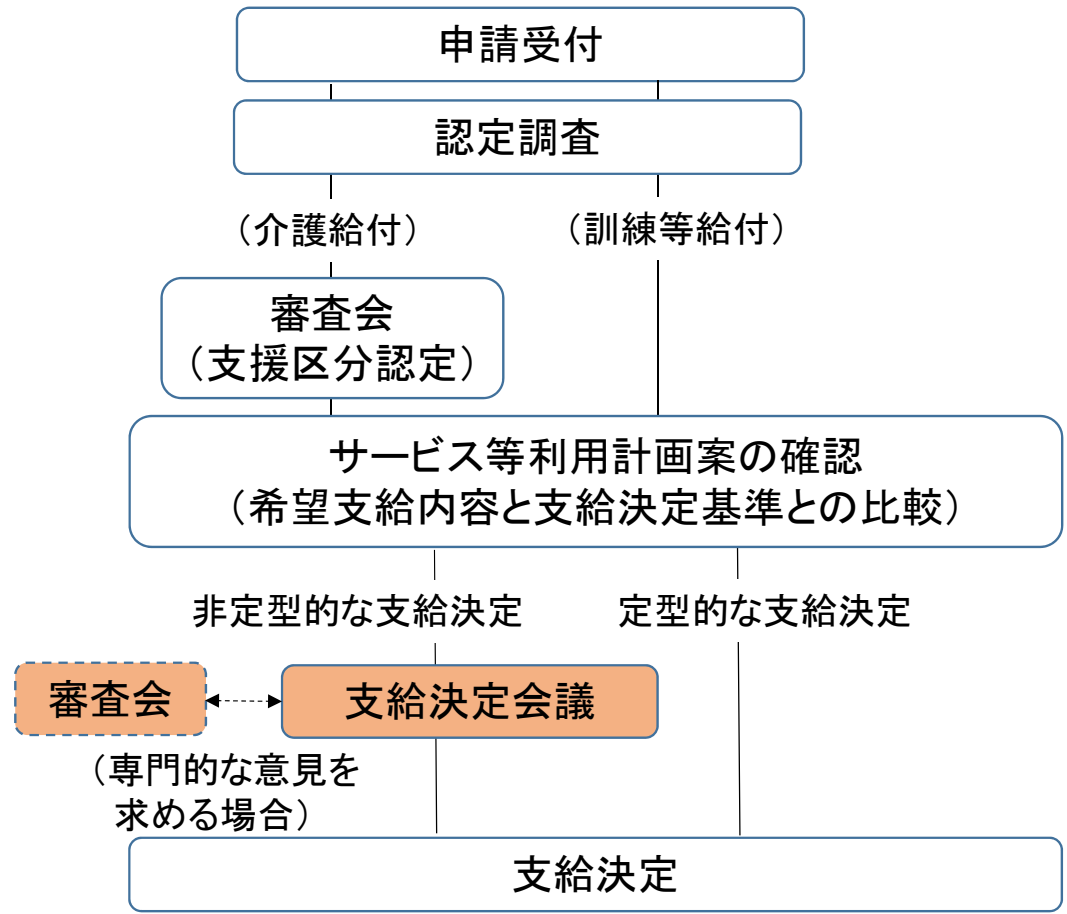 申請受付
認定調査
（介護給付）
（訓練等給付）
審査会
（支援区分認定）
サービス等利用計画案の確認
（希望支給内容と支給決定基準との比較）
非定型的な支給決定
定型的な支給決定
審査会
支給決定会議
（専門的な意見を
求める場合）
支給決定